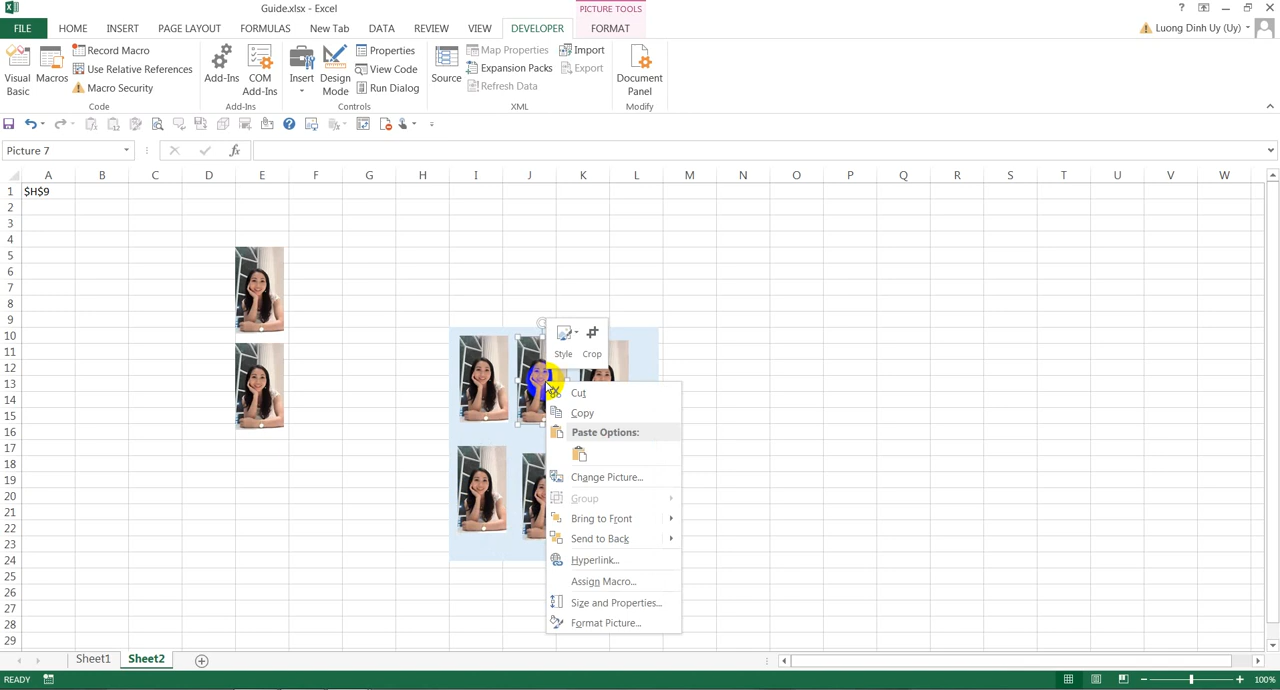 Guide.xlsx - Excel
PICTURE TOOLS
?
FILE HOME INSERT PAGE LAYOUT FORMULAS New Tab DATA REVIEW VIEW DEVELOPER FORMAT Luong Dinh Uy (Uy)
Visual Basic
Macros
Record Macro
Use Relative References
Macro Security
Code
Add-Ins
COM Add-Ins
Add-Ins
Insert
Design Mode
Properties
View Code
Run Dialog
Controls
Source
Map Properties
Expansion Packs
Refresh Data
Import
Export
XML
Document Panel
Modify
Picture 7
fx
A B C D E F G H I J K L M N O P Q R S T U V W
1 $H$9
2
3
4
5
6
7
8
9
10
11
12
13
14
15
16
17
18
19
20
21
22
23
24
25
26
27
28
29
Style Crop
Cut
Copy
Paste Options:
Change Picture...
Group
Bring to Front
Send to Back
Hyperlink...
Assign Macro...
Size and Properties...
Format Picture...
Sheet1 Sheet2
READY 100%